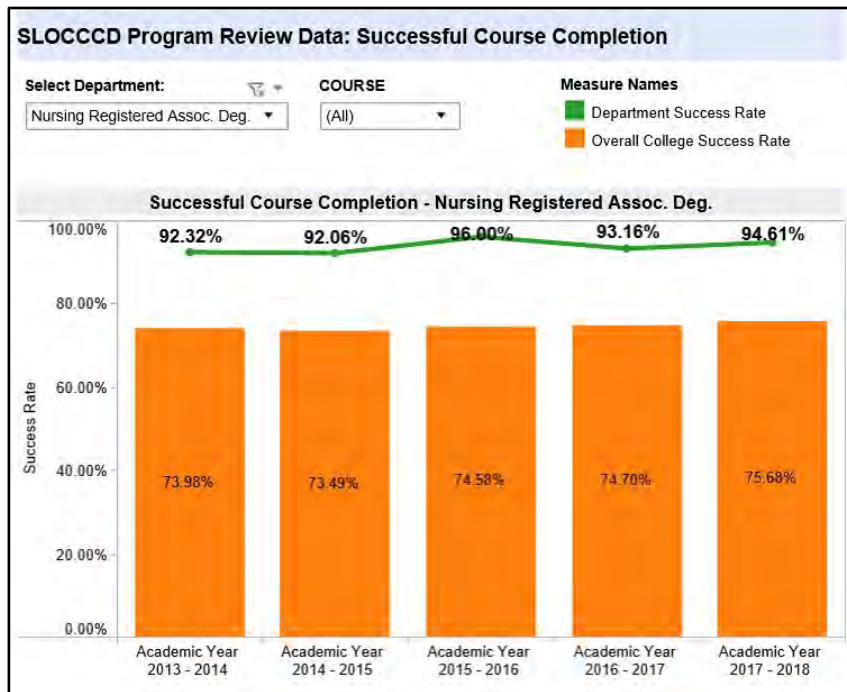 SLOCCCD Program Review Data: Successful Course Completion
Select Department:
COURSE
Measure Names
Nursing Registered Assoc. Deg.
(All)
Department Success Rate
Overall College Success Rate
Successful Course Completion - Nursing Registered Assoc. Deg.
100.00%
92.32%
92.06%
96.00%
93.16%
94.61%
80.00%
60.00%
Success Rate
40.00%
73.98%
73.49%
74.58%
74.70%
75.68%
20.00%
0.00%
Academic Year
2013 - 2014
Academic Year
2014 - 2015
Academic Year
2015 - 2016
Academic Year
2016 - 2017
Academic Year
2017 - 2018